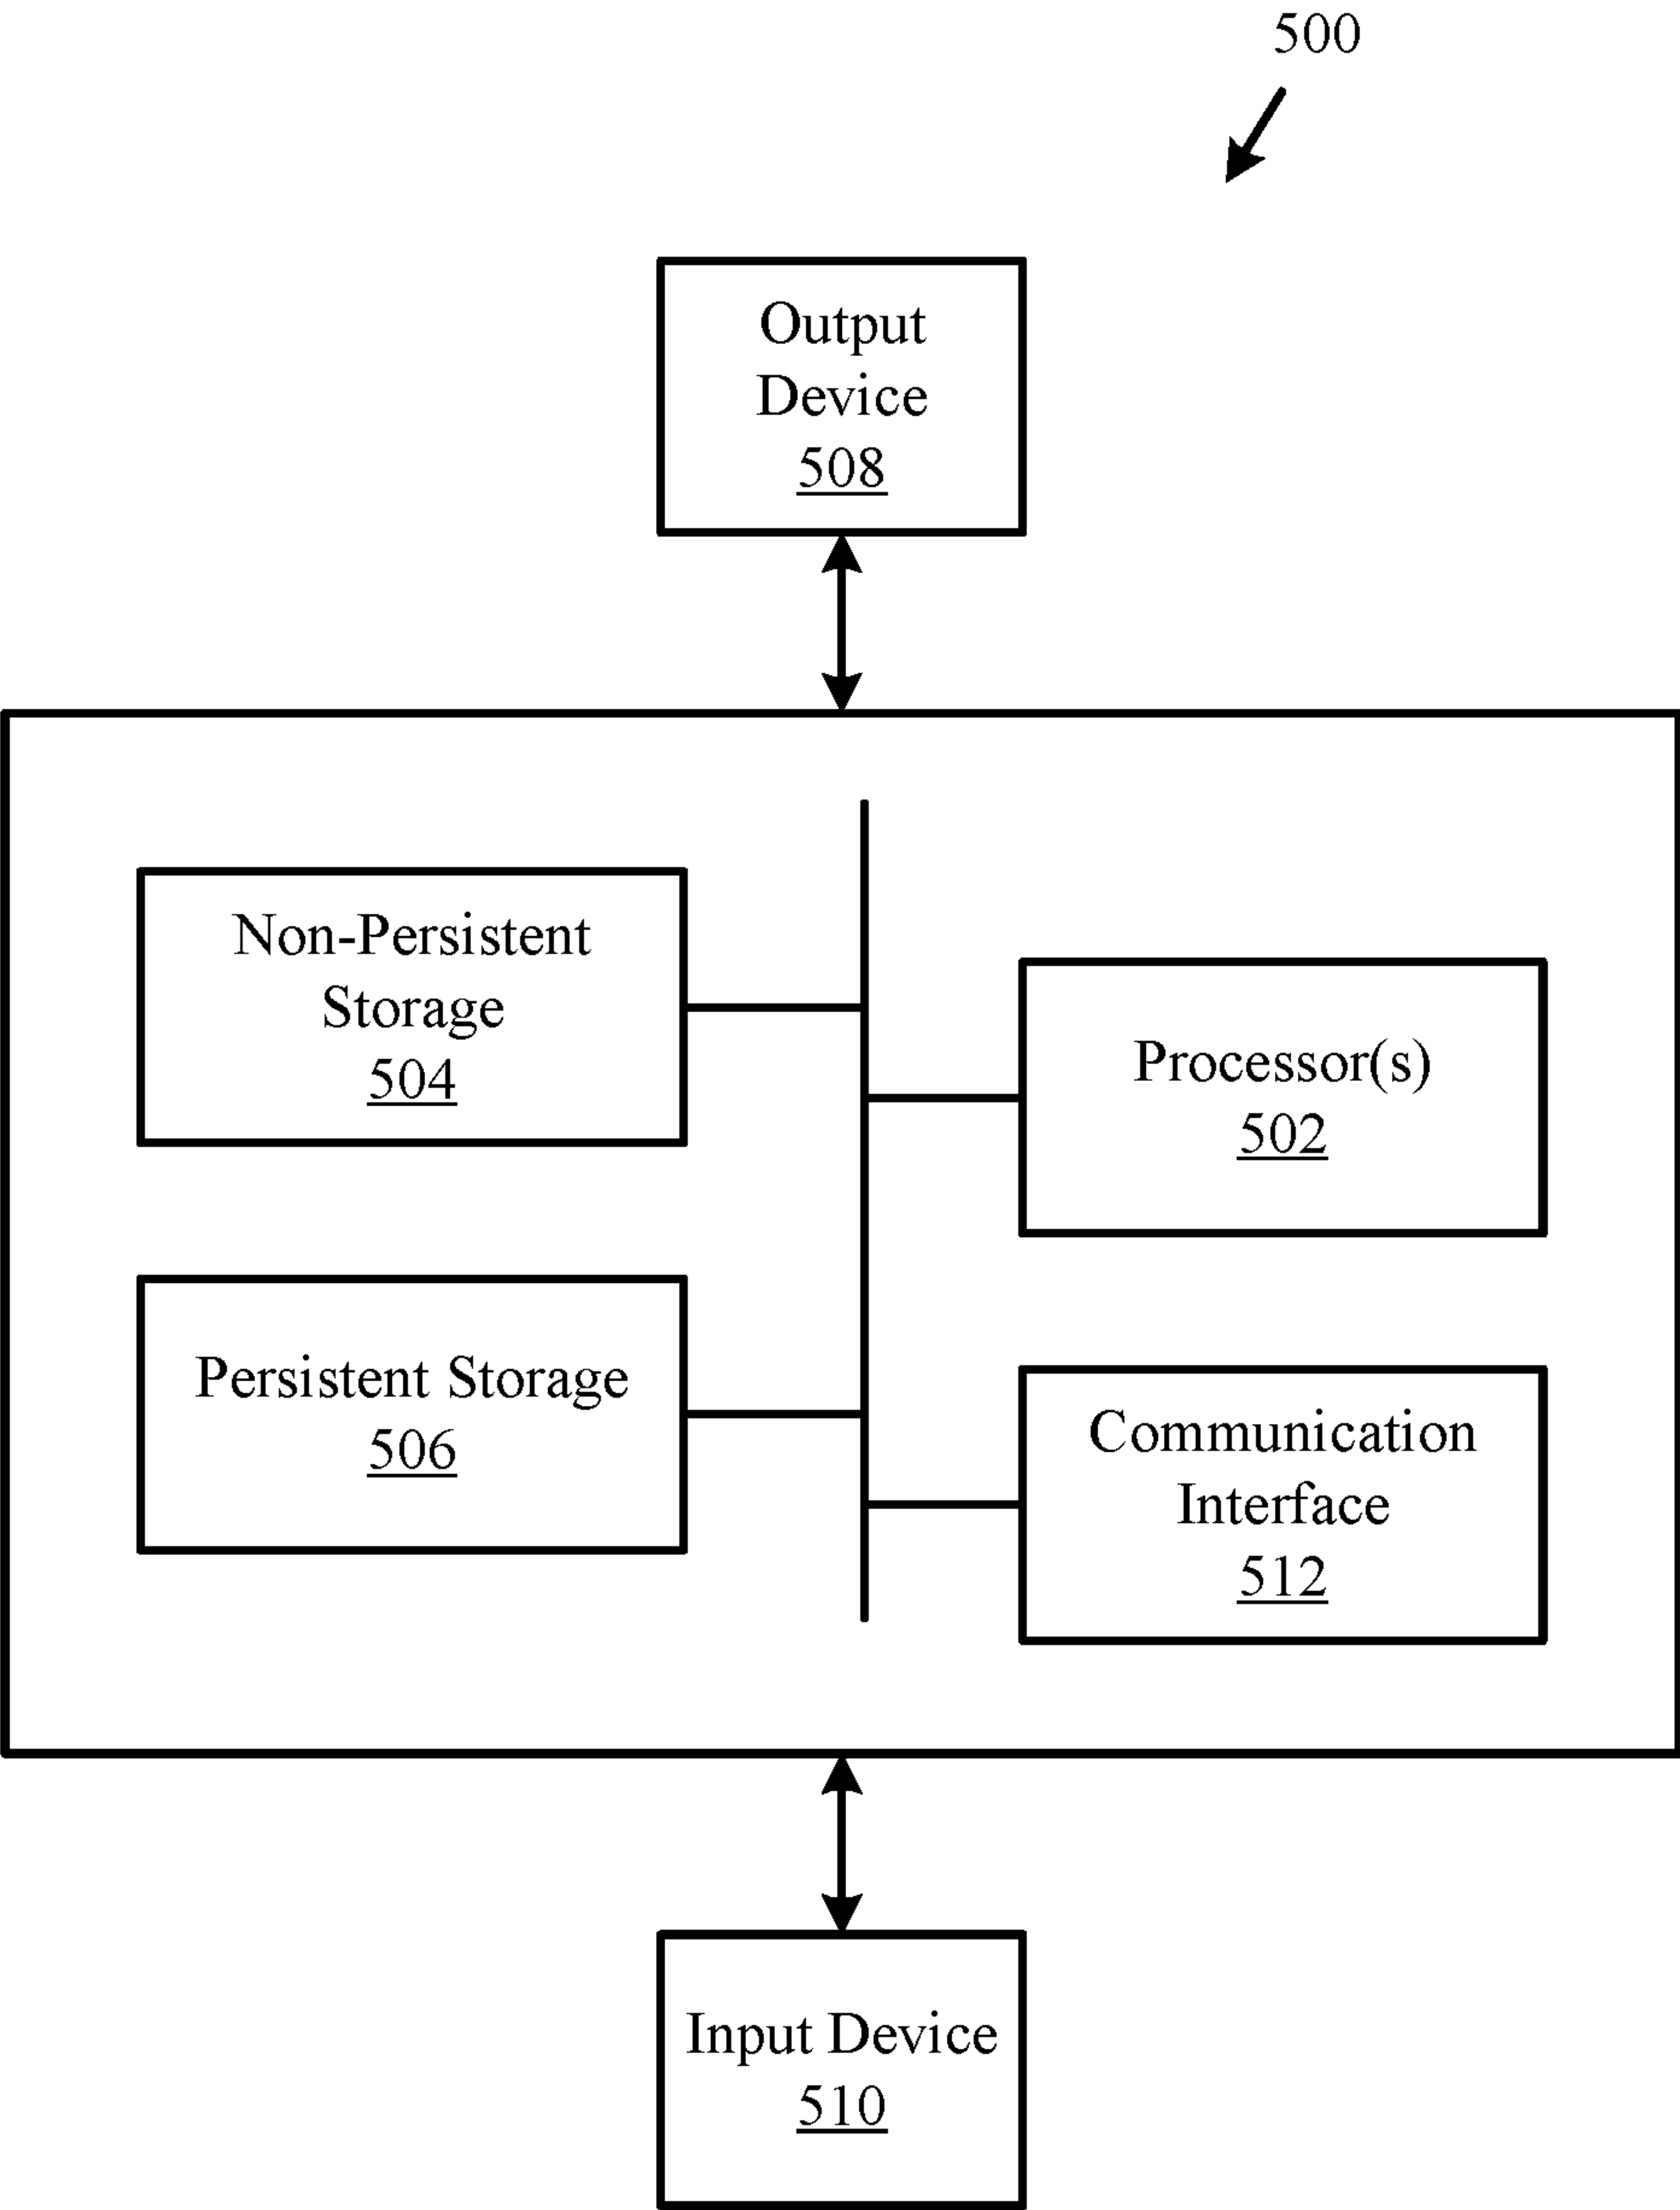 500
Output
Device
508
Non-Persistent
Storage
504
Processor(s)
502
Persistent Storage
506
Communication
Interface
512
Input Device
510